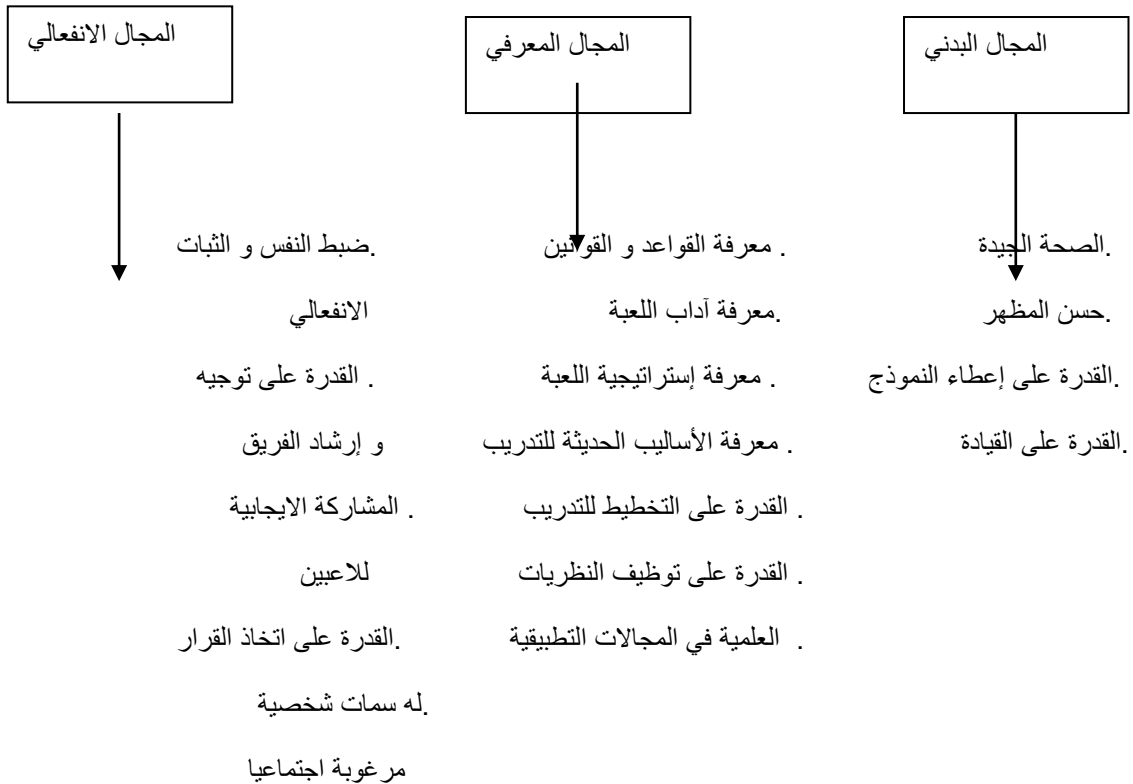 المجال البدني
.الصحة الجيدة
.حسن المظهر
.القدرة على إعطاء النموذج
.القدرة على القيادة
المجال المعرفي
. معرفة القواعد و القوانين
.معرفة آداب اللعبة
. معرفة إستراتيجية اللعبة
. معرفة الأساليب الحديثة للتدريب
. القدرة على التخطيط للتدريب
. القدرة على توظيف النظريات
. العلمية في المجالات التطبيقية
المجال الانفعالي
.ضبط النفس و الثبات
الانفعالي
. القدرة على توجيه
و إرشاد الفريق
. المشاركة الايجابية
للاعبين
.القدرة على اتخاذ القرار
.له سمات شخصية
مرغوبة اجتماعيا